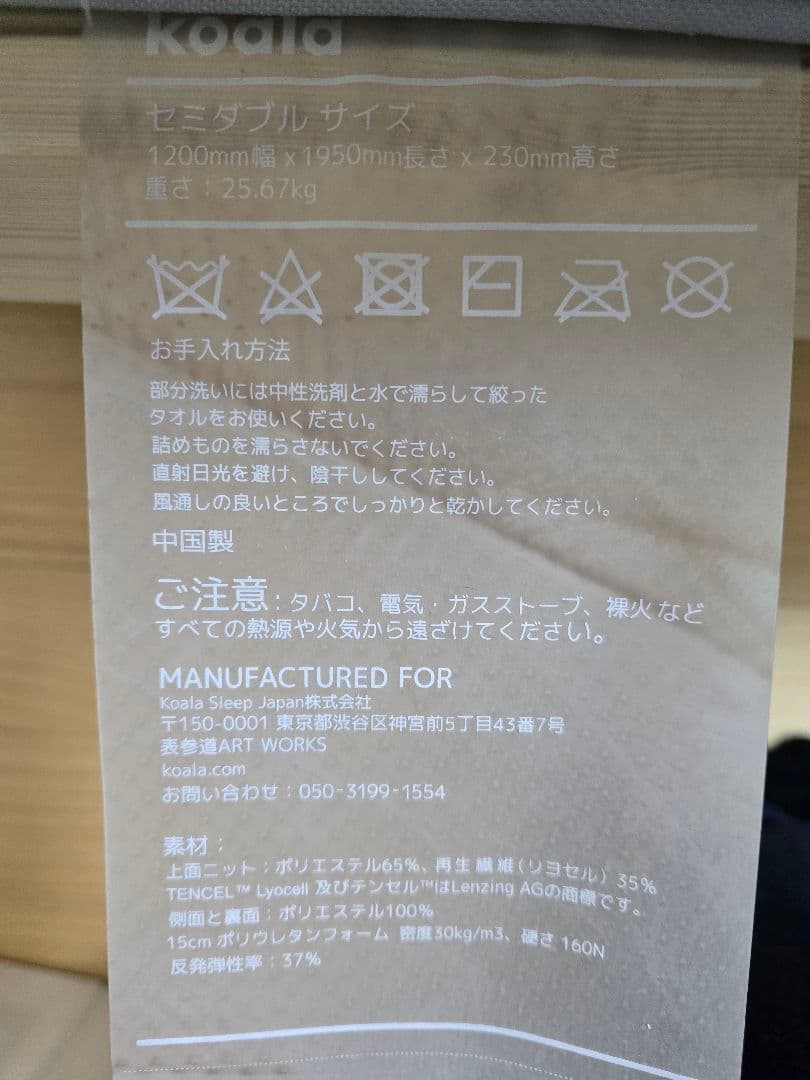 koala
セミダブル サイズ
1200mm幅 x 1950mm長さ x 230mm高さ
重さ：25.67kg
お手入れ方法
部分洗いには中性洗剤と水で濡らして絞った
タオルをお使いください。
詰めものを濡らさないでください。
直射日光を避け、陰干ししてください。
風通しの良いところでしっかりと乾かしてください。
中国製
ご注意：タバコ、電気・ガスストーブ、裸火など
すべての熱源や火気から遠ざけてください。
MANUFACTURED FOR
Koala Sleep Japan株式会社
〒150-0001 東京都渋谷区神宮前5丁目43番7号
表参道ART WORKS
koala.com
お問い合わせ：050-3199-1554
素材：
上面ニット：ポリエステル65%、再生繊維（リヨセル）35%
TENCEL™ Lyocell 及びテンセル™はLenzing AGの商標です。
側面と裏面：ポリエステル100%
15cm ポリウレタンフォーム 密度30kg/m3、硬さ 160N
反発弾性率：37%